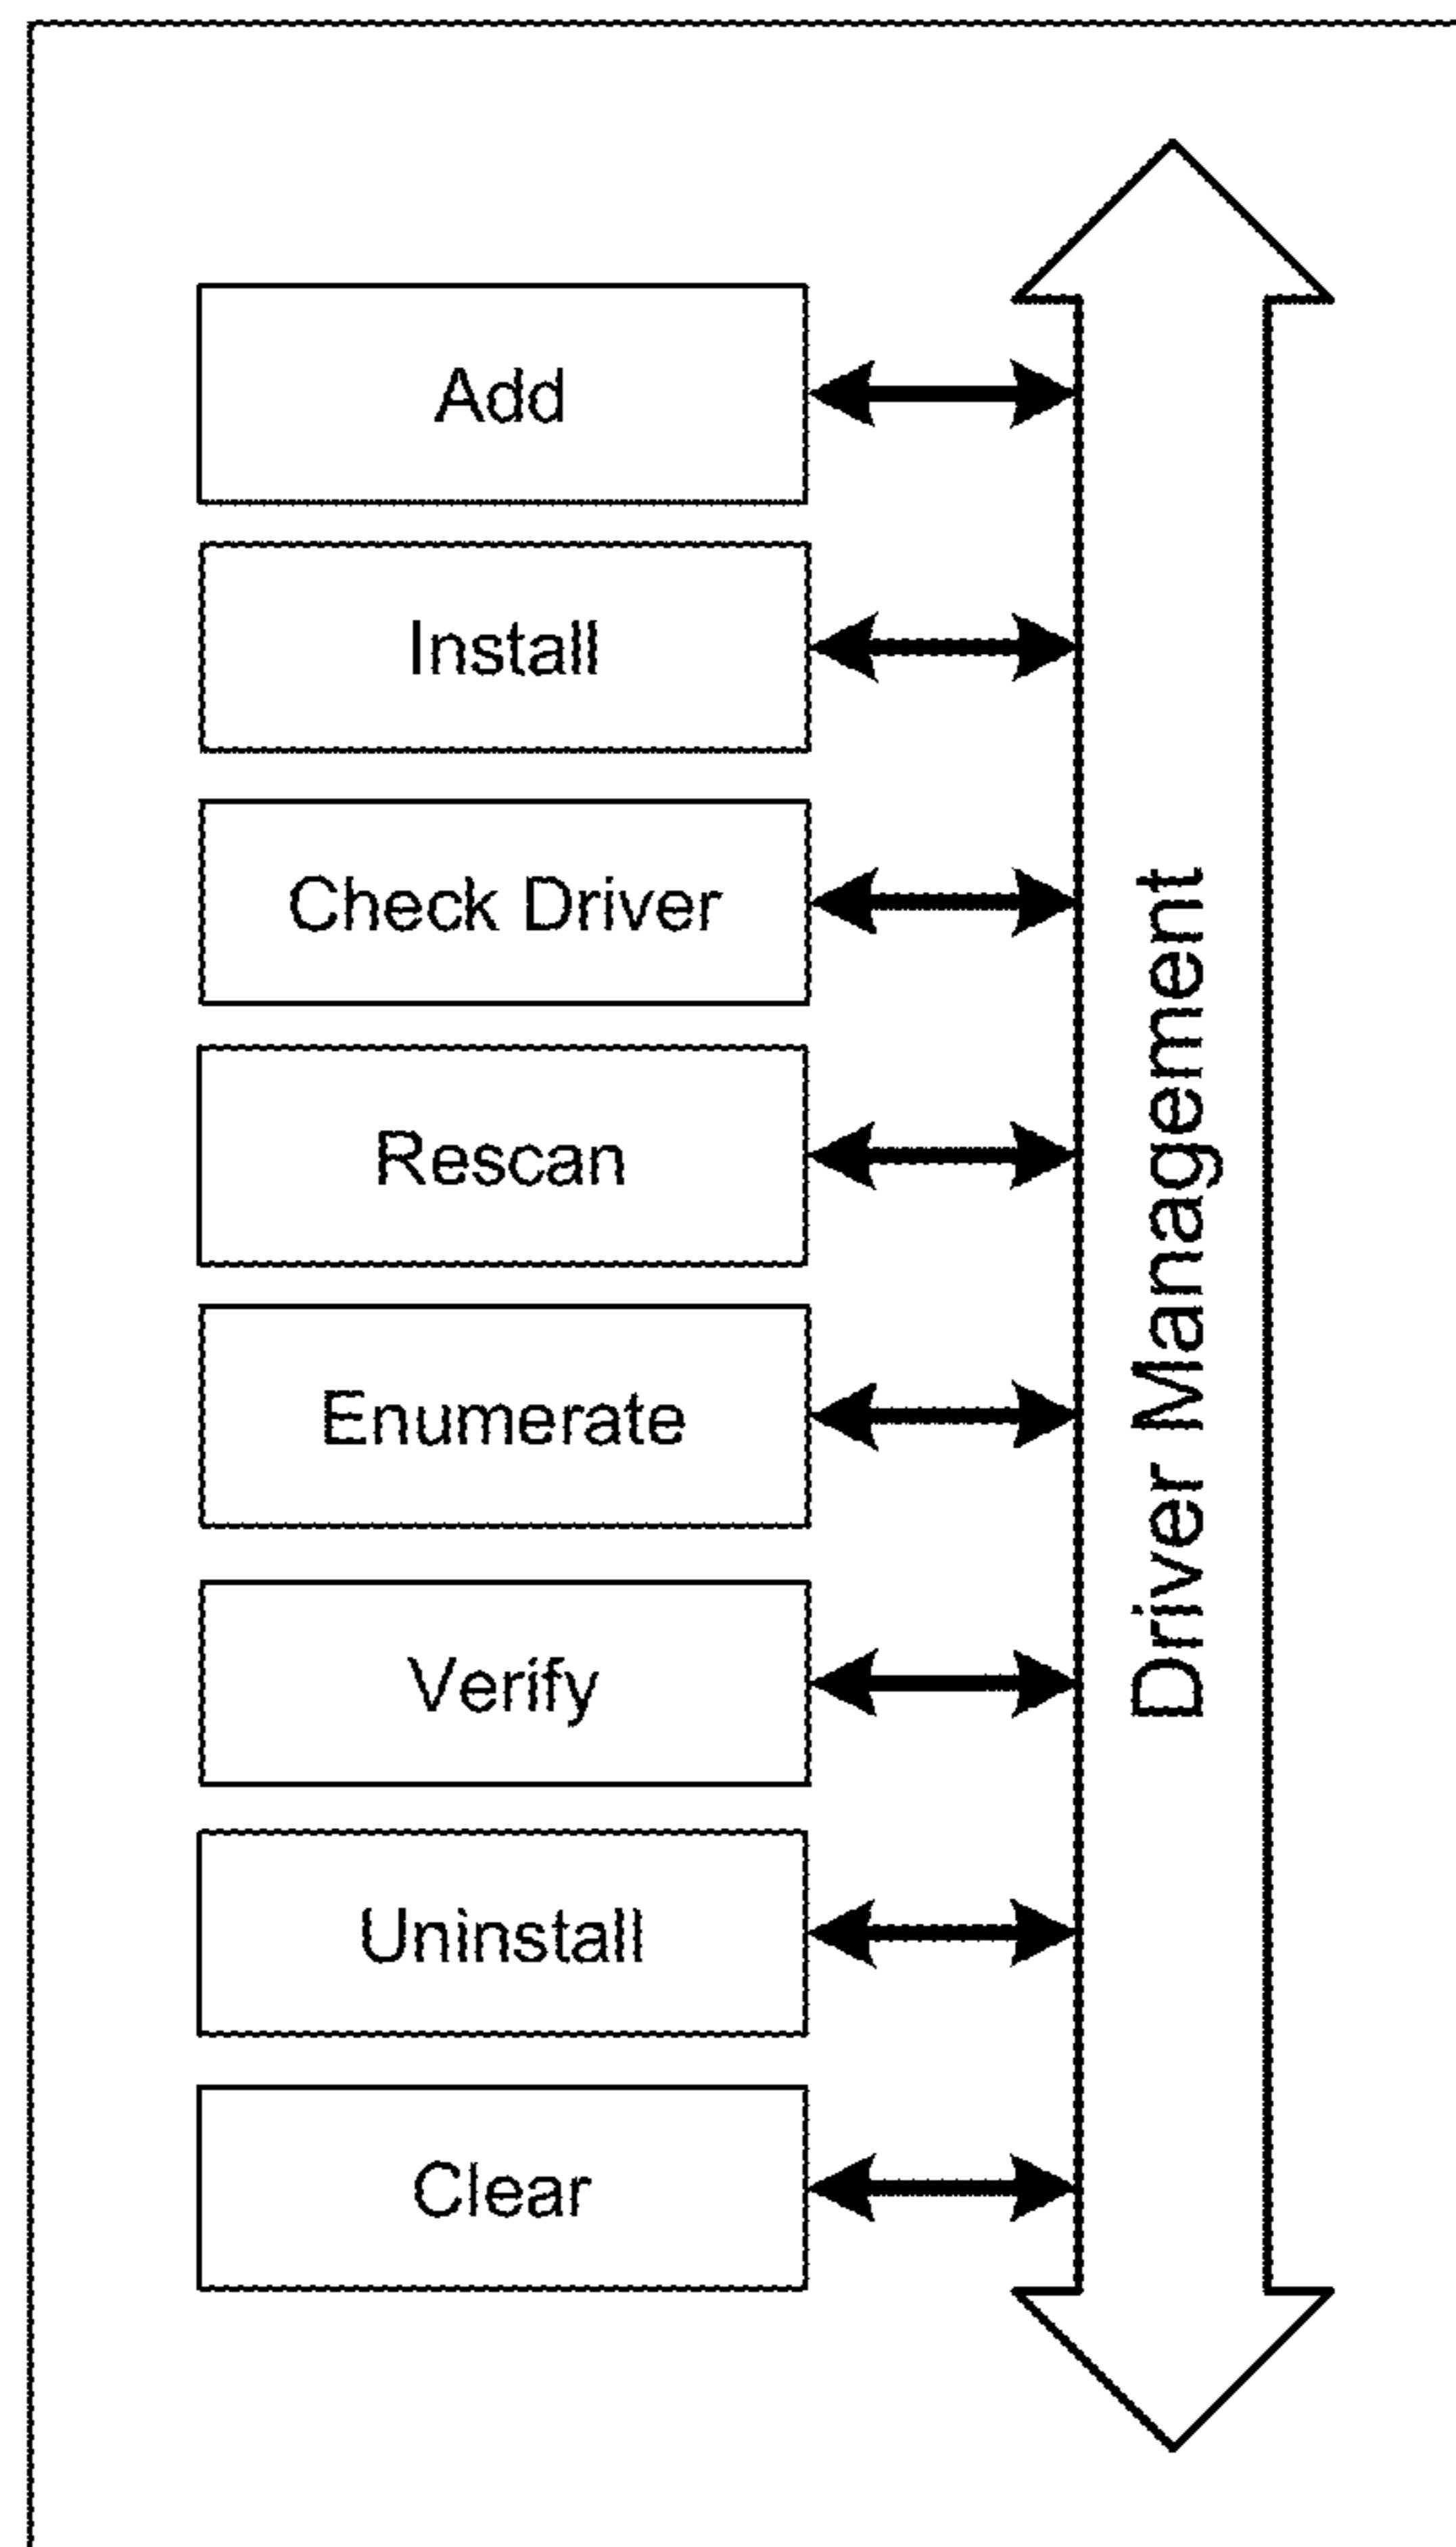 Add
Install
Check Driver
Rescan
Enumerate
Verify
Uninstall
Clear
Driver Management